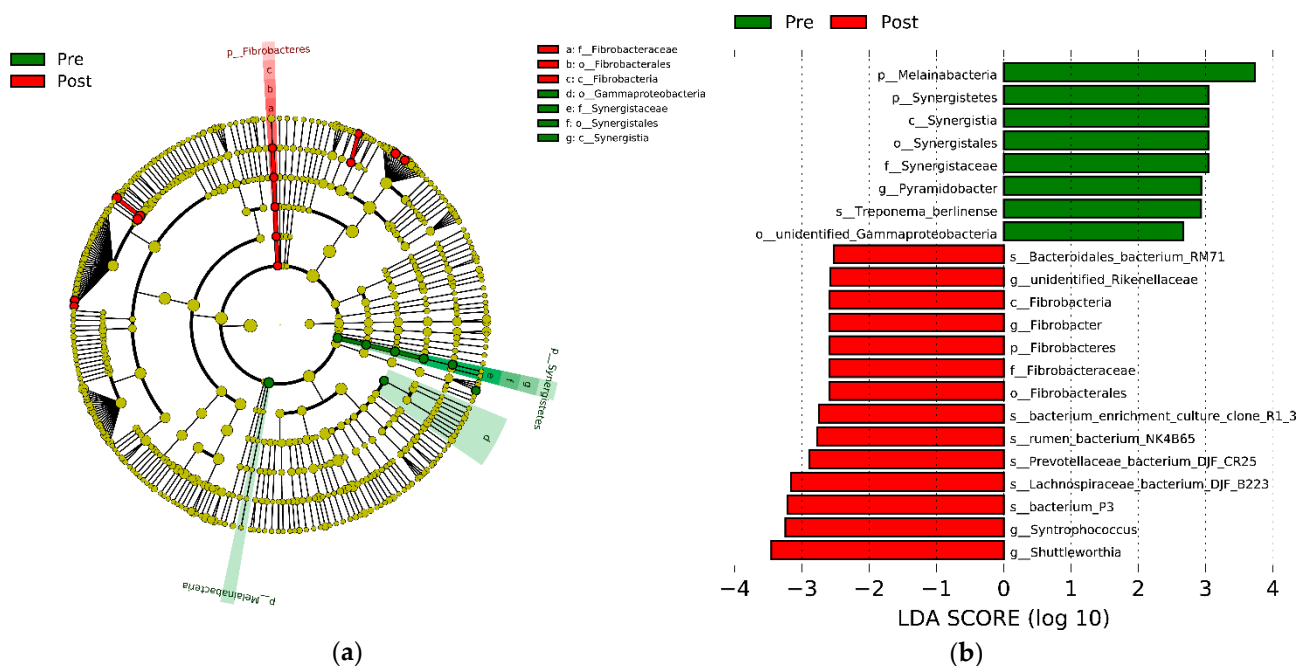 Pre
Post
p__Fibrobacteres
c
b
a
a: f__Fibrobacteraceae
b: o__Fibrobacterales
c: c__Fibrobacteria
d: o__Gammaproteobacteria
e: f__Synergistaceae
f: o__Synergistales
g: c__Synergistia
e
f
g
p__Synergistetes
d
p__Melainabacteria
(a)
Pre
Post
p__Melainabacteria
p__Synergistetes
c__Synergistia
o__Synergistales
f__Synergistaceae
g__Pyramidobacter
s__Treponema_berlinense
o__unidentified_Gammaproteobacteria
s__Bacteroidales_bacterium_RM71
g__unidentified_Rikenellaceae
c__Fibrobacteria
g__Fibrobacter
p__Fibrobacteres
f__Fibrobacteraceae
o__Fibrobacterales
s__bacterium_enrichment_culture_clone_R1_3
s__rumen_bacterium_NK4B65
s__Prevotellaceae_bacterium_DJF_CR25
s__Lachnospiraceae_bacterium_DJF_B223
s__bacterium_P3
g__Syntrophococcus
g__Shuttleworthia
−4 −3 −2 −1 0 1 2 3 4
LDA SCORE (log 10)
(b)